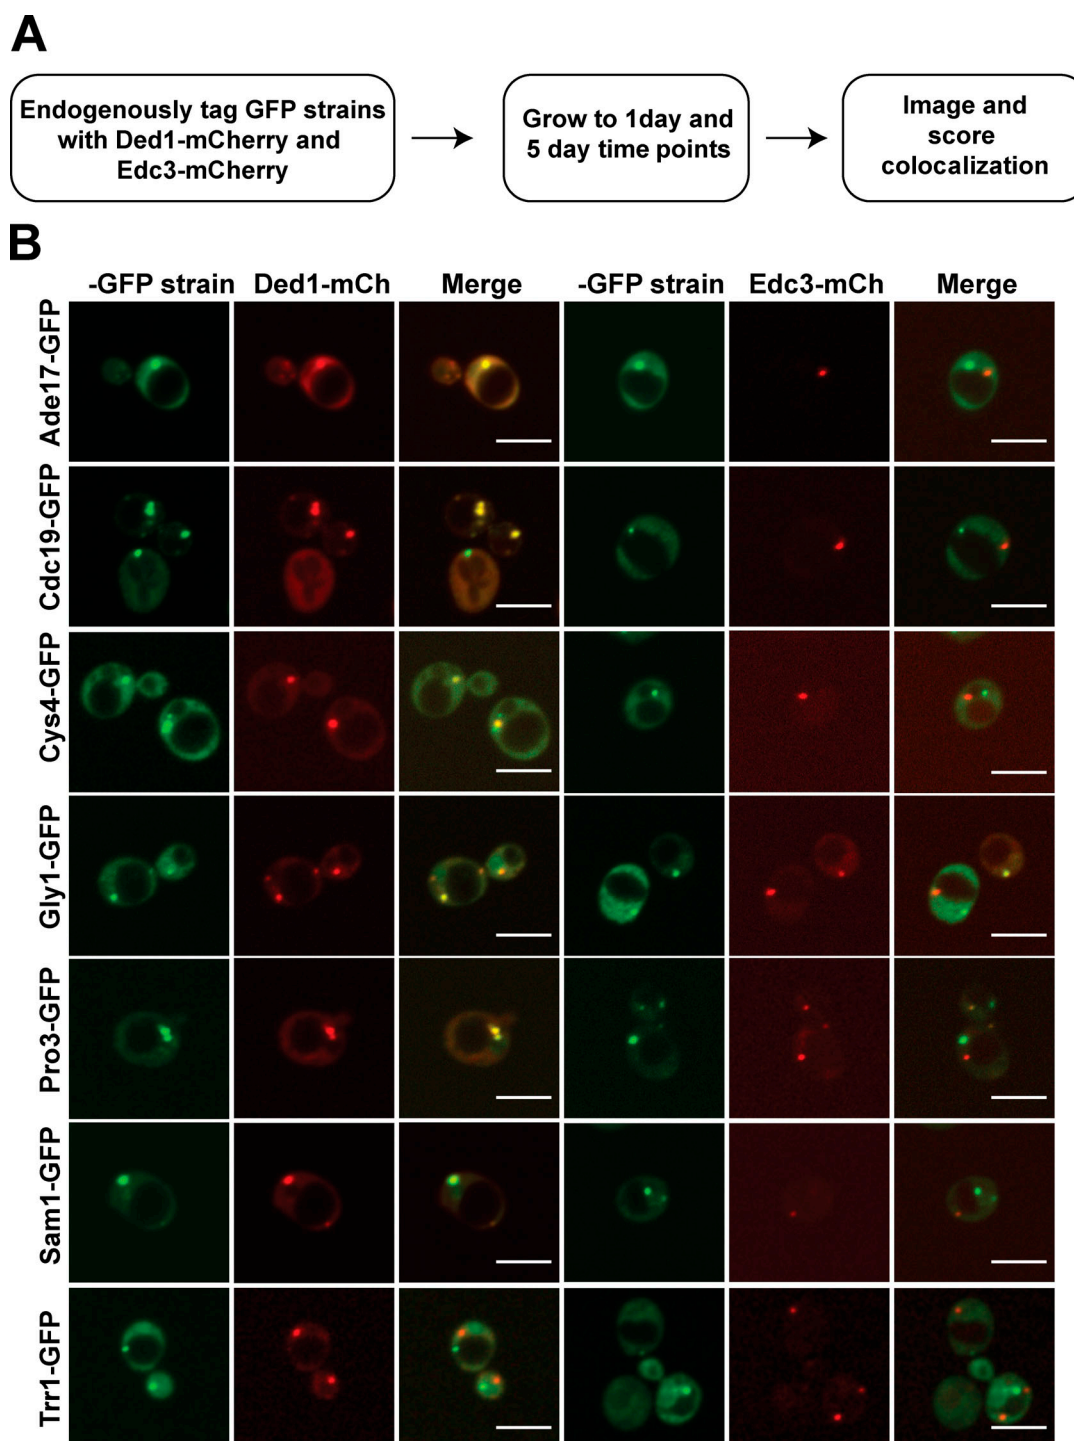 A
Endogenously tag GFP strains
with Ded1-mCherry and
Edc3-mCherry
Grow to 1day and
5 day time points
Image and
score
colocalization
B
-GFP strain Ded1-mCh Merge -GFP strain Edc3-mCh Merge
Ade17-GFP
Cdc19-GFP
Cys4-GFP
Gly1-GFP
Pro3-GFP
Sam1-GFP
Trr1-GFP